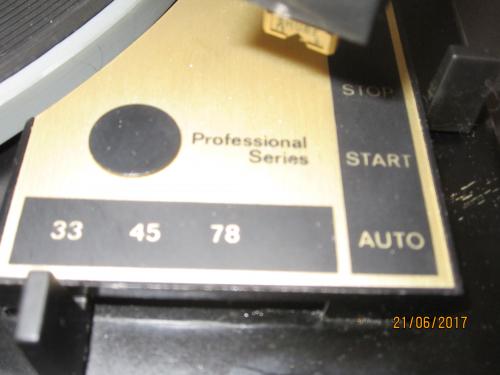 STOP
Professional
Series
START
33 45 78
AUTO
21/06/2017